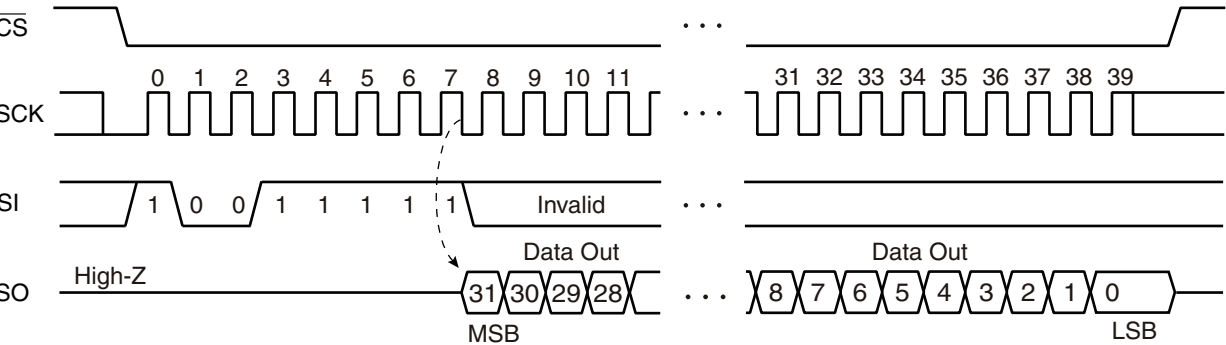 CS
0 1 2 3 4 5 6 7 8 9 10 11 31 32 33 34 35 36 37 38 39
SCK
SI 1 0 0 1 1 1 1 1 Invalid
Data Out Data Out
High-Z
SO 31 30 29 28 8 7 6 5 4 3 2 1 0
MSB LSB